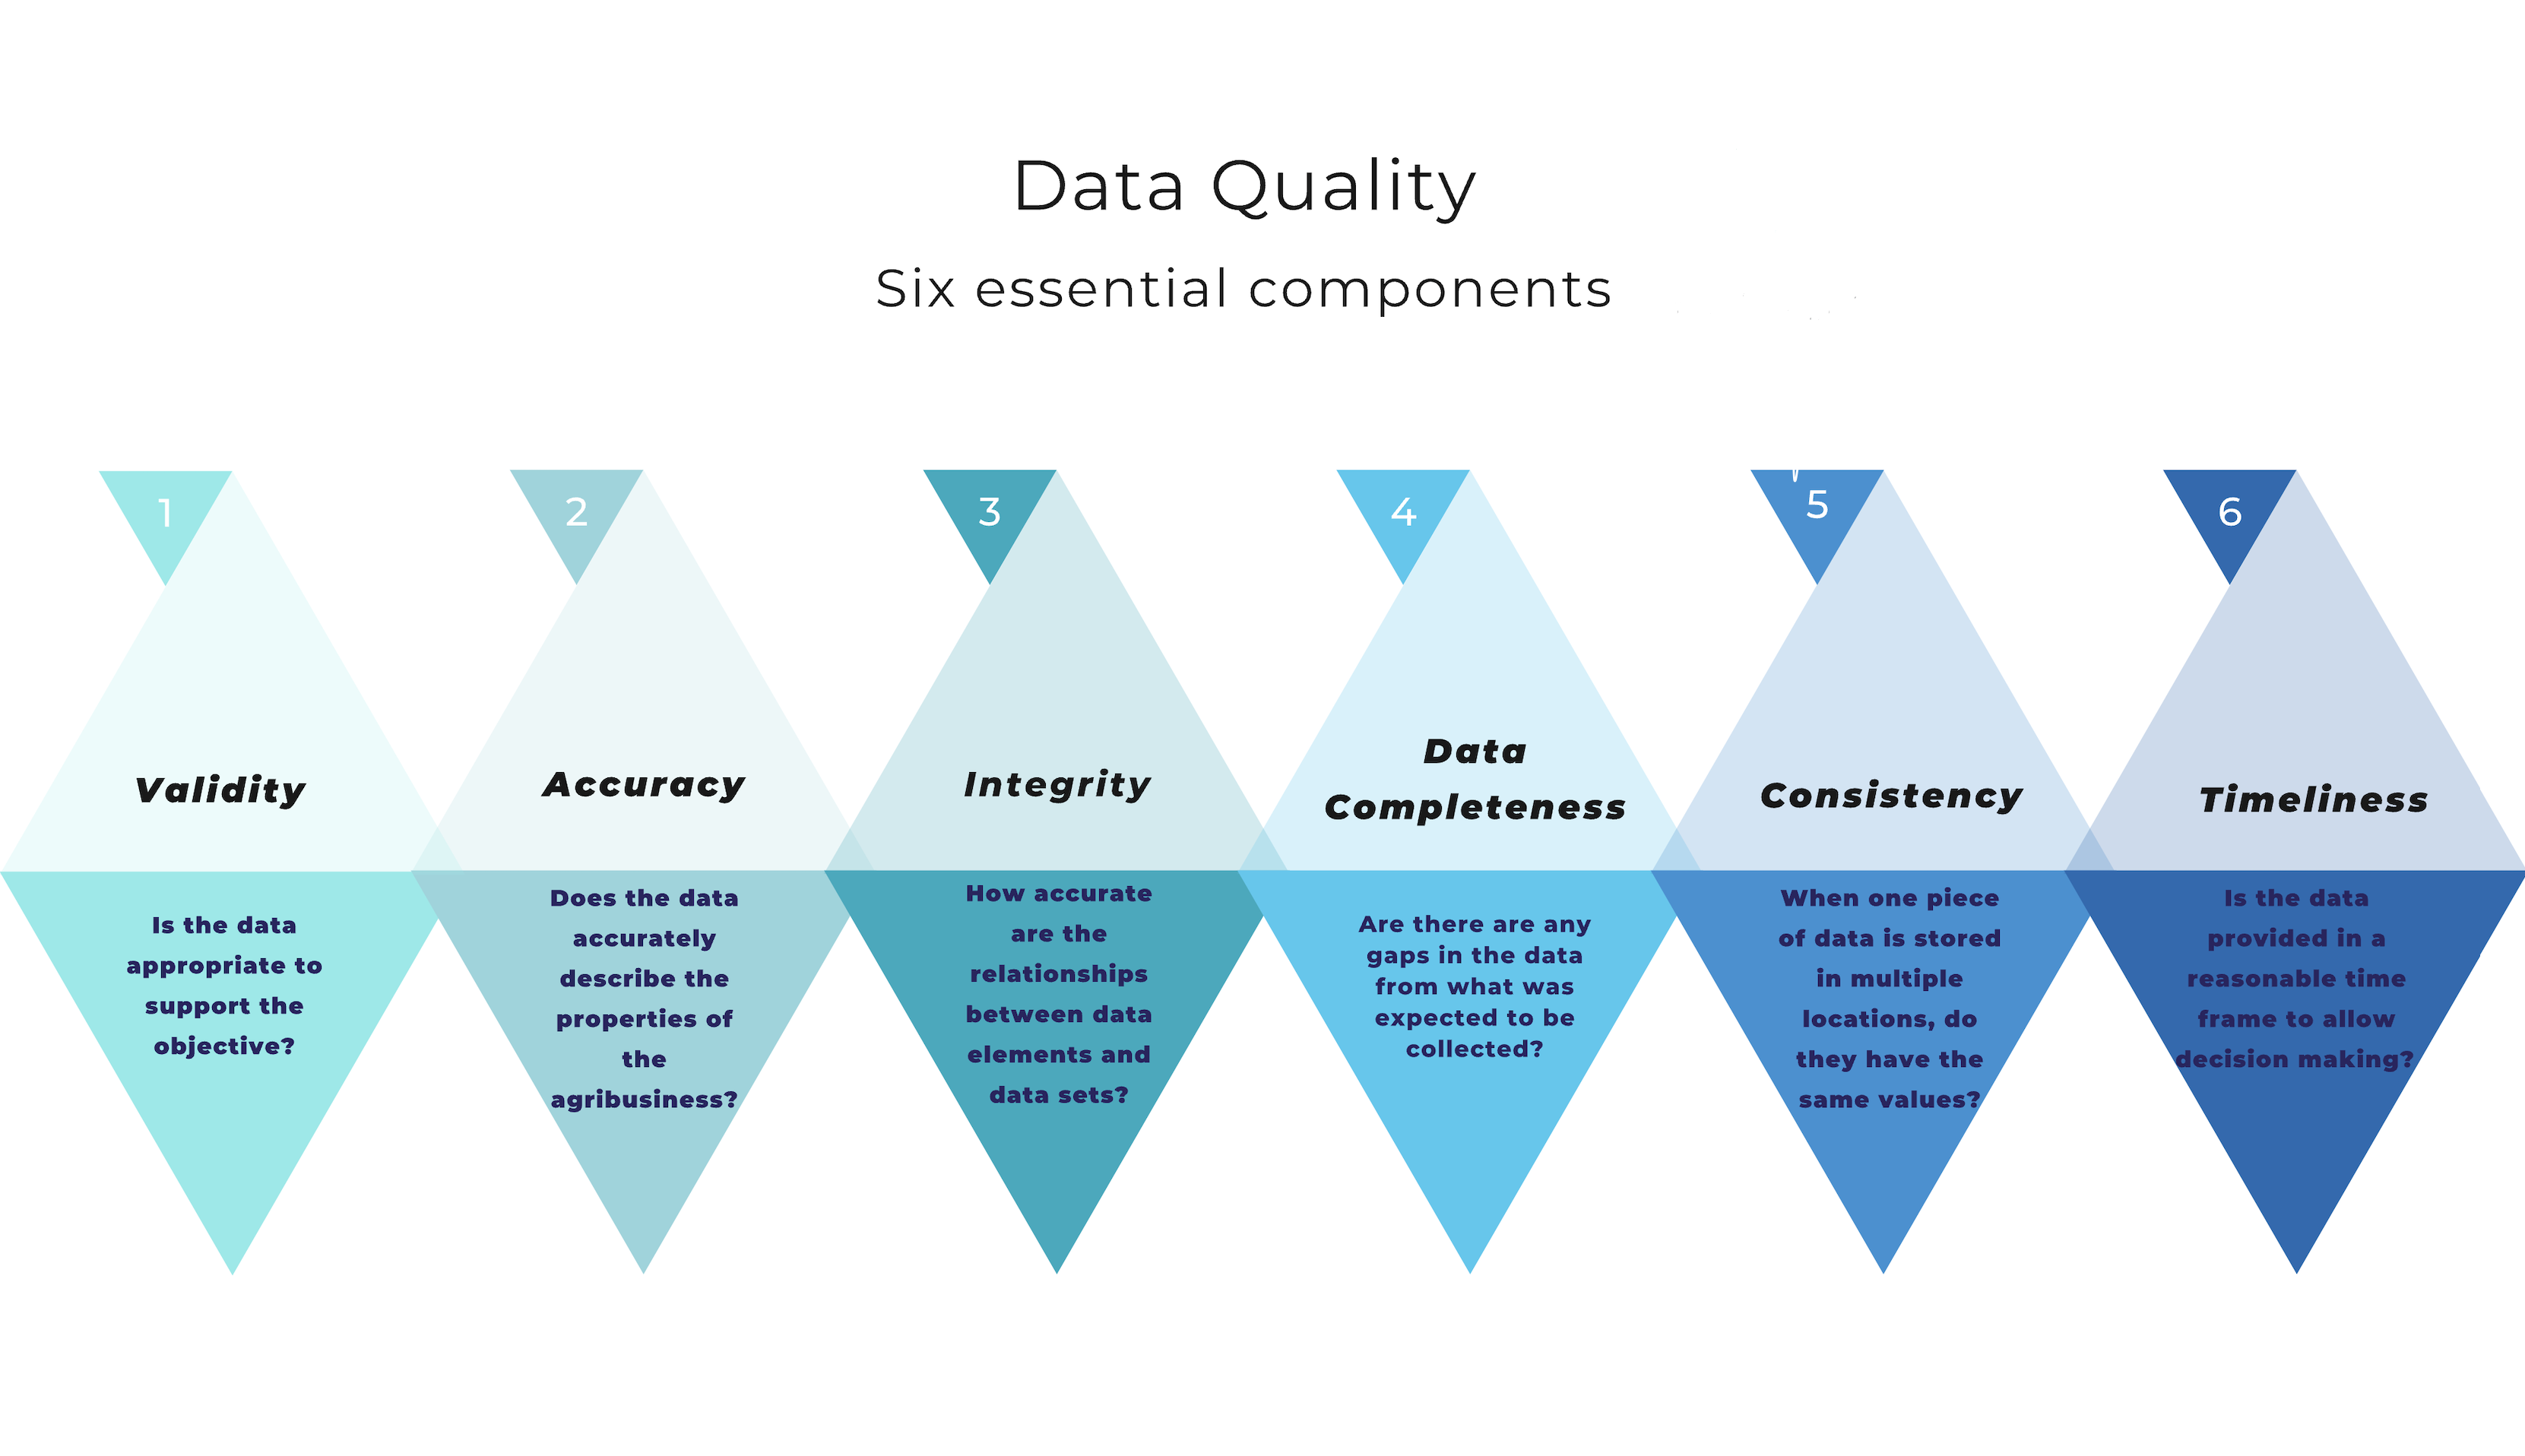 Data Quality
Six essential components
1
Validity
Is the data
appropriate to
support the
objective?
2
Accuracy
Does the data
accurately
describe the
properties of
the
agribusiness?
3
Integrity
How accurate
are the
relationships
between data
elements and
data sets?
4
Data
Completeness
Are there are any
gaps in the data
from what was
expected to be
collected?
5
Consistency
When one piece
of data is stored
in multiple
locations, do
they have the
same values?
6
Timeliness
Is the data
provided in a
reasonable time
frame to allow
decision making?